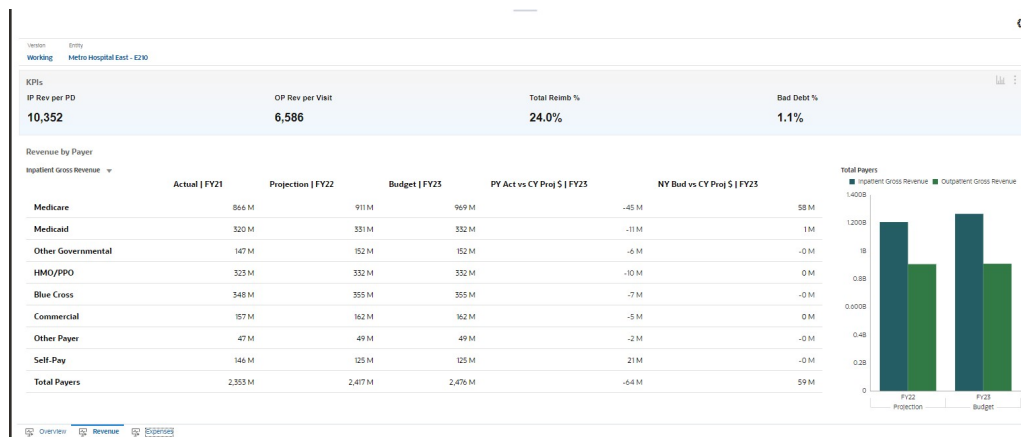 Version Entity
Working Metro Hospital East - E210
KPIs
IP Rev per PD OP Rev per Visit Total Reimb % Bad Debt %
10,352 6,586 24.0% 1.1%
Revenue by Payer
Inpatient Gross Revenue
Actual | FY21 Projection | FY22 Budget | FY23 PY Act vs CY Proj $ | FY23 NY Bud vs CY Proj $ | FY23
Medicare 866 M 911 M 969 M -45 M 58 M
Medicaid 320 M 331 M 332 M -11 M 1 M
Other Governmental 147 M 152 M 152 M -6 M -0 M
HMO/PPO 323 M 332 M 332 M -10 M 0 M
Blue Cross 348 M 355 M 355 M -7 M -0 M
Commercial 157 M 162 M 162 M -5 M 0 M
Other Payer 47 M 49 M 49 M -2 M -0 M
Self-Pay 146 M 125 M 125 M 21 M -0 M
Total Payers 2,353 M 2,417 M 2,476 M -64 M 59 M
Total Payers
Inpatient Gross Revenue Outpatient Gross Revenue
1.400B
1.200B
1B
0.8B
0.600B
0.4B
0.2B
0
FY22 FY23
Projection Budget
Overview Revenue Expenses